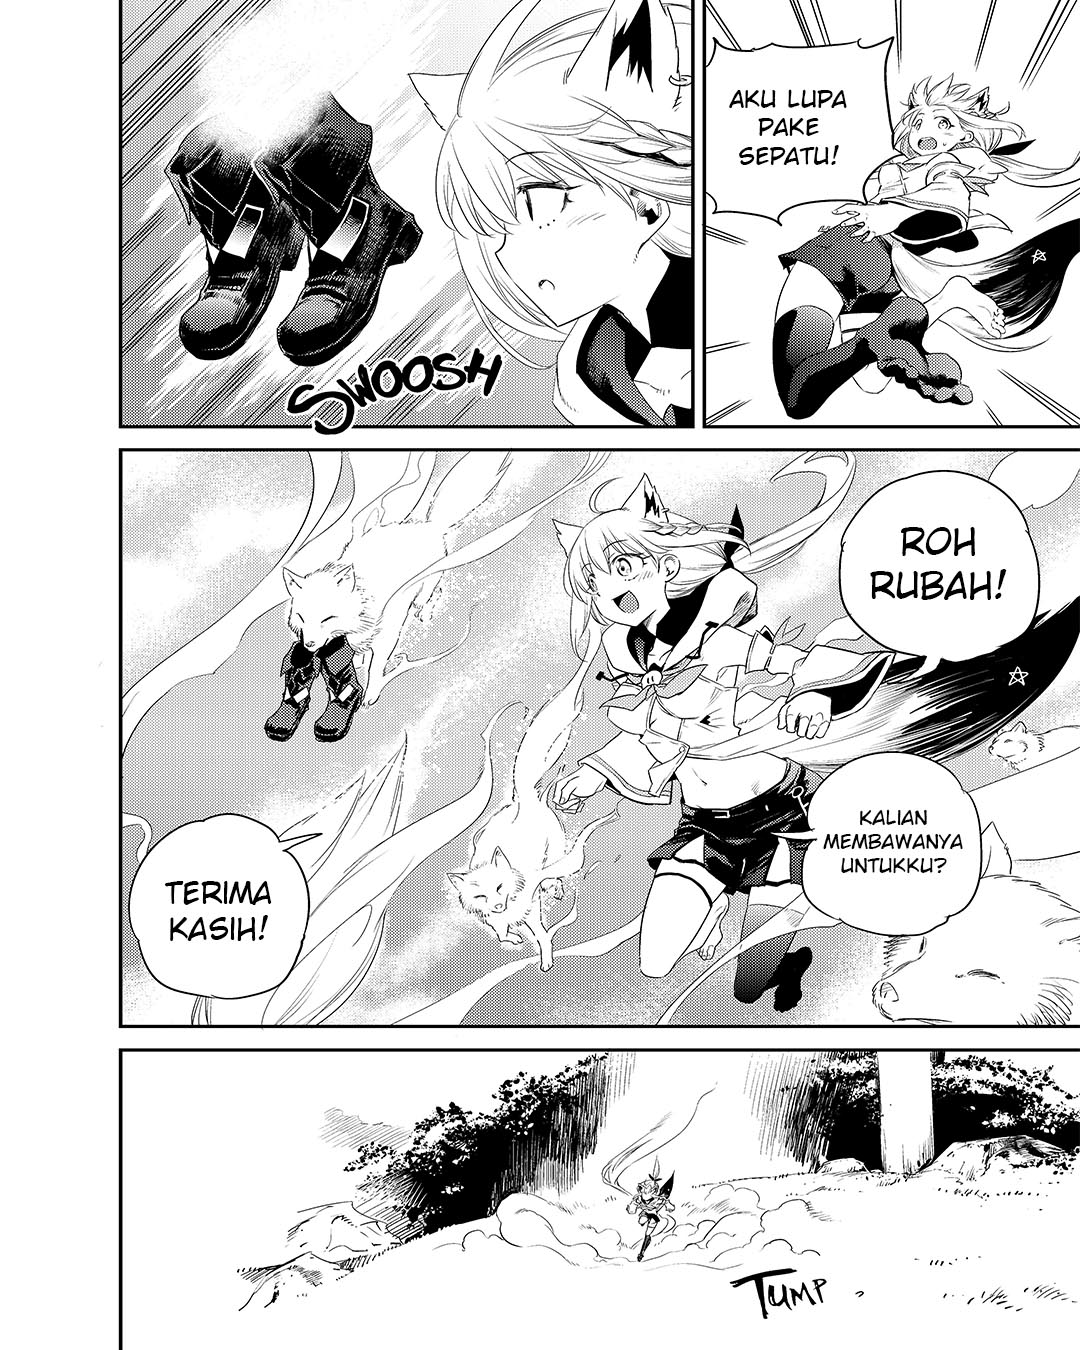 AKU LUPA
PAKE
SEPATU!
SWOOSH
ROH
RUBAH!
KALIAN
MEMBAWANYA
UNTUKKU?
TERIMA
KASIH!
TUMP